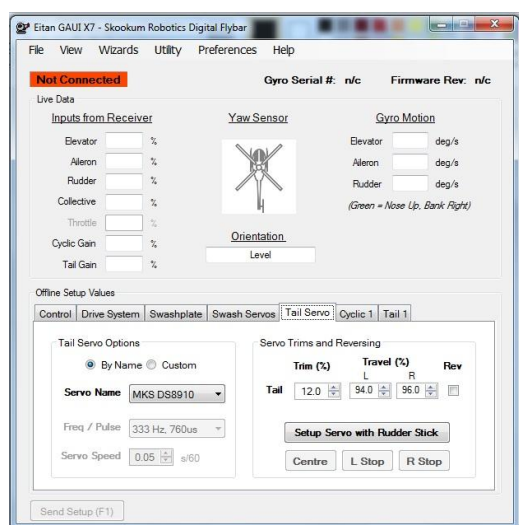 Eitan GAUI X7 - Skookum Robotics Digital Flybar
File View Wizards Utility Preferences Help
Not Connected Gyro Serial #: n/c Firmware Rev: n/c
Live Data
Inputs from Receiver Yaw Sensor Gyro Motion
Elevator % Elevator deg/s
Aileron % Aileron deg/s
Rudder % Rudder deg/s
Collective % (Green = Nose Up, Bank Right)
Throttle %
Cyclic Gain % Orientation
Tail Gain % Level
Offline Setup Values
Control Drive System Swashplate Swash Servos Tail Servo Cyclic 1 Tail 1
Tail Servo Options Servo Trims and Reversing
By Name Custom Trim (%) Travel (%) Rev
L R
Servo Name MKS DS8910 Tail 12.0 94.0 96.0
Freq / Pulse 333 Hz, 760us Setup Servo with Rudder Stick
Servo Speed 0.05 s/60 Centre L Stop R Stop
Send Setup (F1)